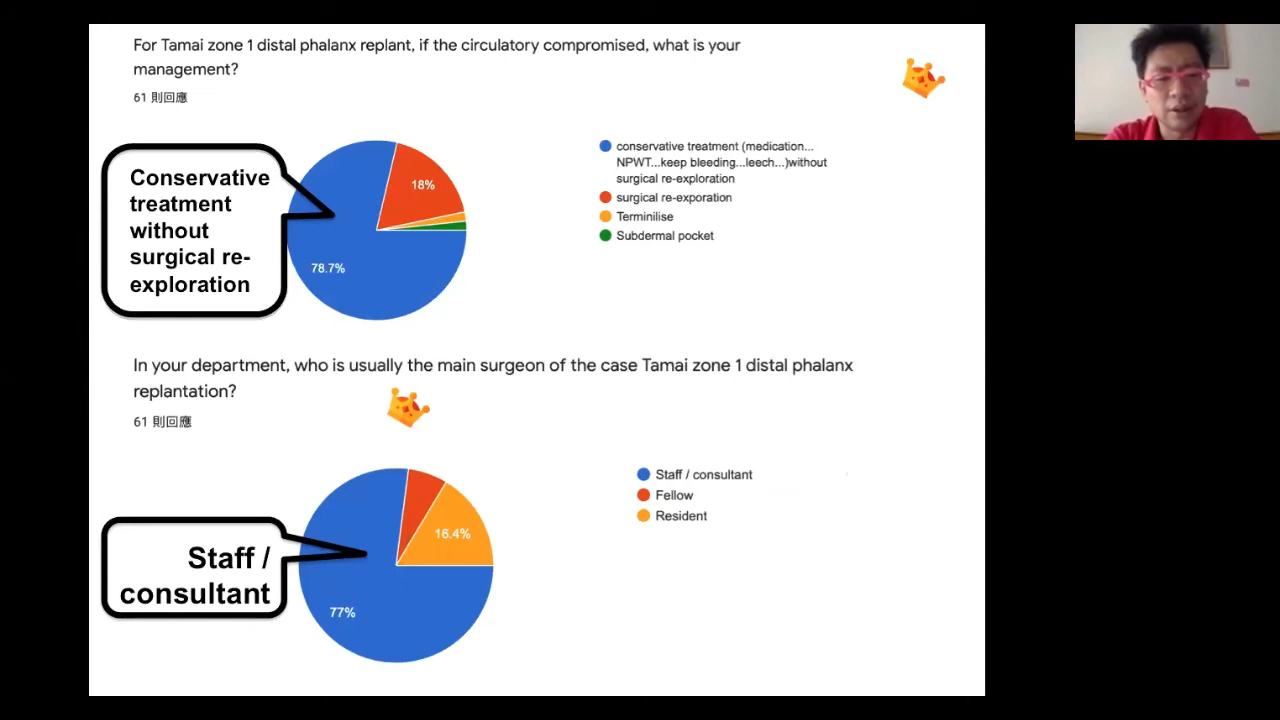 For Tamai zone 1 distal phalanx replant, if the circulatory compromised, what is your
management?
61 則回應
Conservative
treatment
without
surgical re-
exploration
18%
78.7%
conservative treatment (medication...
NPWT...keep bleeding...leech...)without
surgical re-exploration
surgical re-exporation
Terminilise
Subdermal pocket
In your department, who is usually the main surgeon of the case Tamai zone 1 distal phalanx
replantation?
61 則回應
Staff /
consultant
16.4%
77%
Staff / consultant
Fellow
Resident